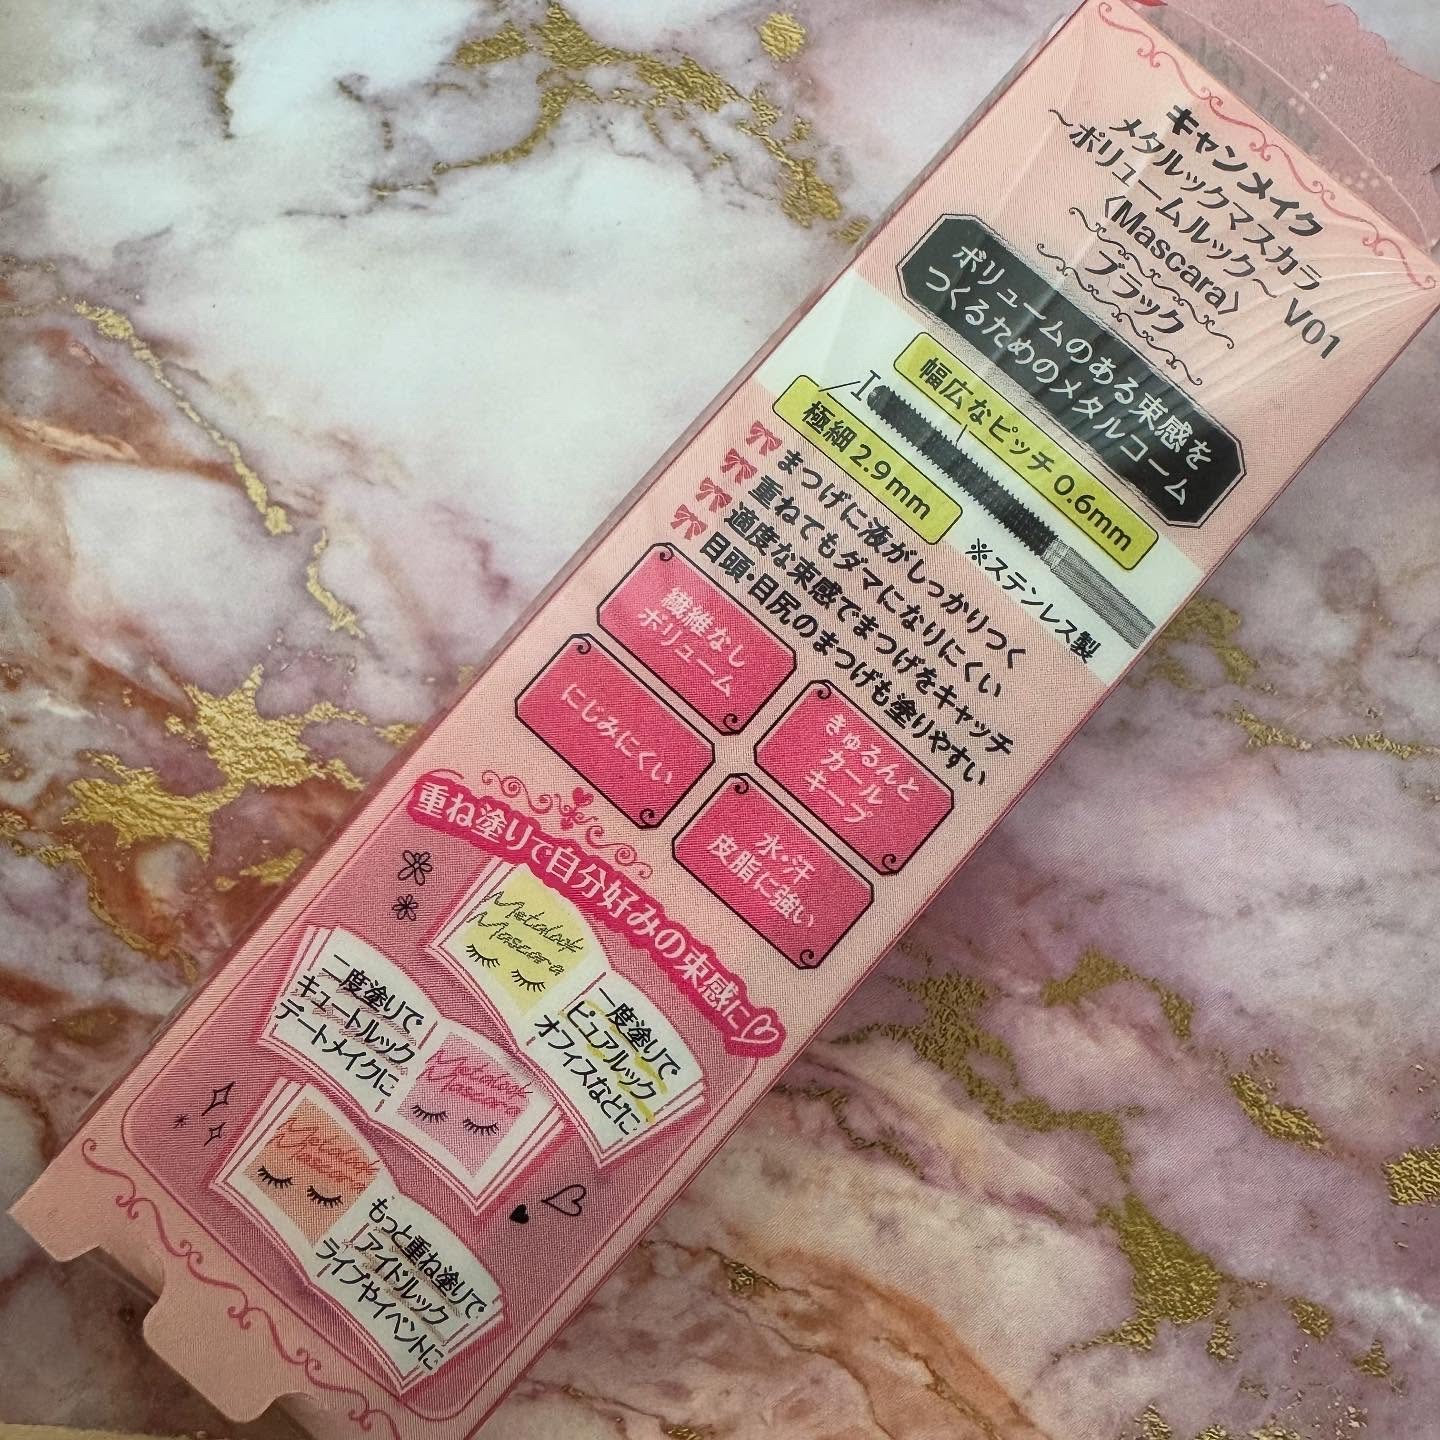 キャンメイク
メタルックマスカラ
～ボリュームルック～ V01
〈Mascara〉
ブラック
ボリュームのある束感を
つくるためのメタルコーム
幅広なピッチ 0.6mm
極細 2.9mm
※ステンレス製
まつげに液がしっかりつく
重ねてもダマになりにくい
適度な束感でまつげをキャッチ
目頭・目尻のまつげも塗りやすい
繊維なし
ボリューム
きゅるんと
カール
キープ
にじみにくい
水・汗
皮脂に強い
重ね塗りで自分好みの束感に
Metalook
Mascara
一度塗りで
ピュアルック
オフィスなどに
二度塗りで
キュートルック
デートメイクに
Metalook
Mascara
Metalook
Mascara
もっと重ね塗りで
アイドルック
ライブやイベントに